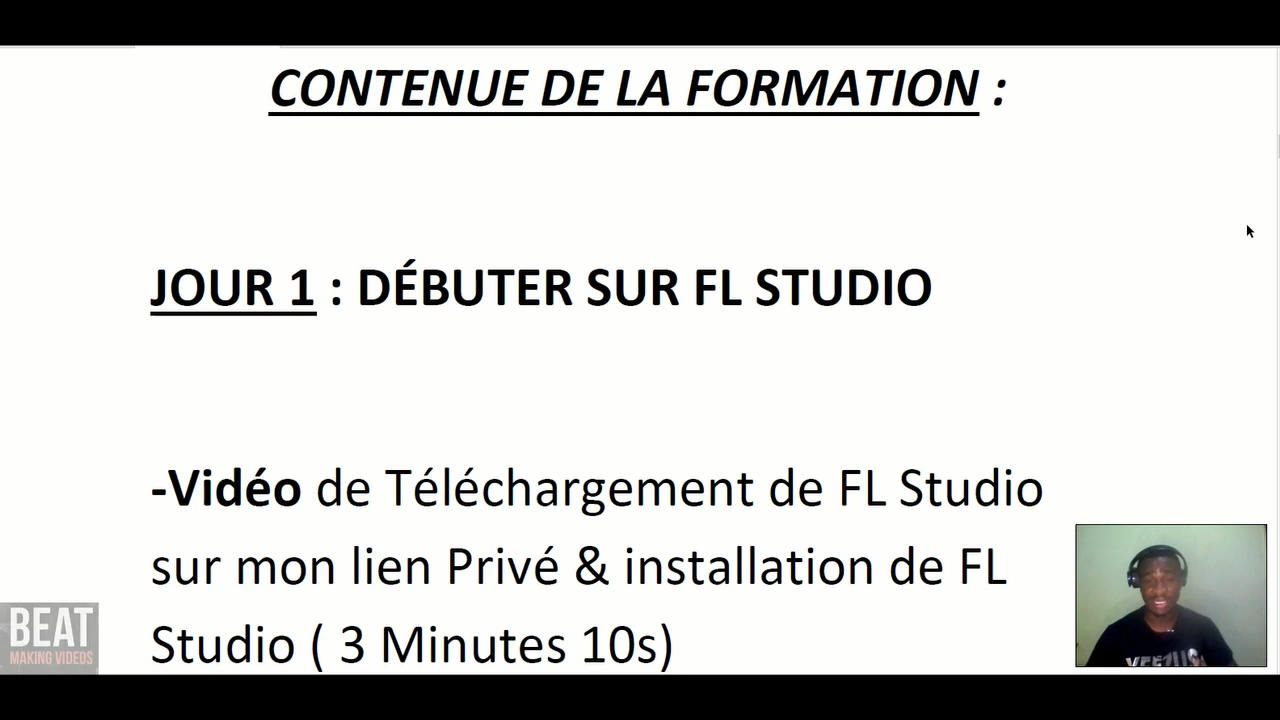 CONTENUE DE LA FORMATION :
JOUR 1 : DÉBUTER SUR FL STUDIO
-Vidéo de Téléchargement de FL Studio
sur mon lien Privé & installation de FL
Studio ( 3 Minutes 10s)
BEAT
MAKING VIDEOS